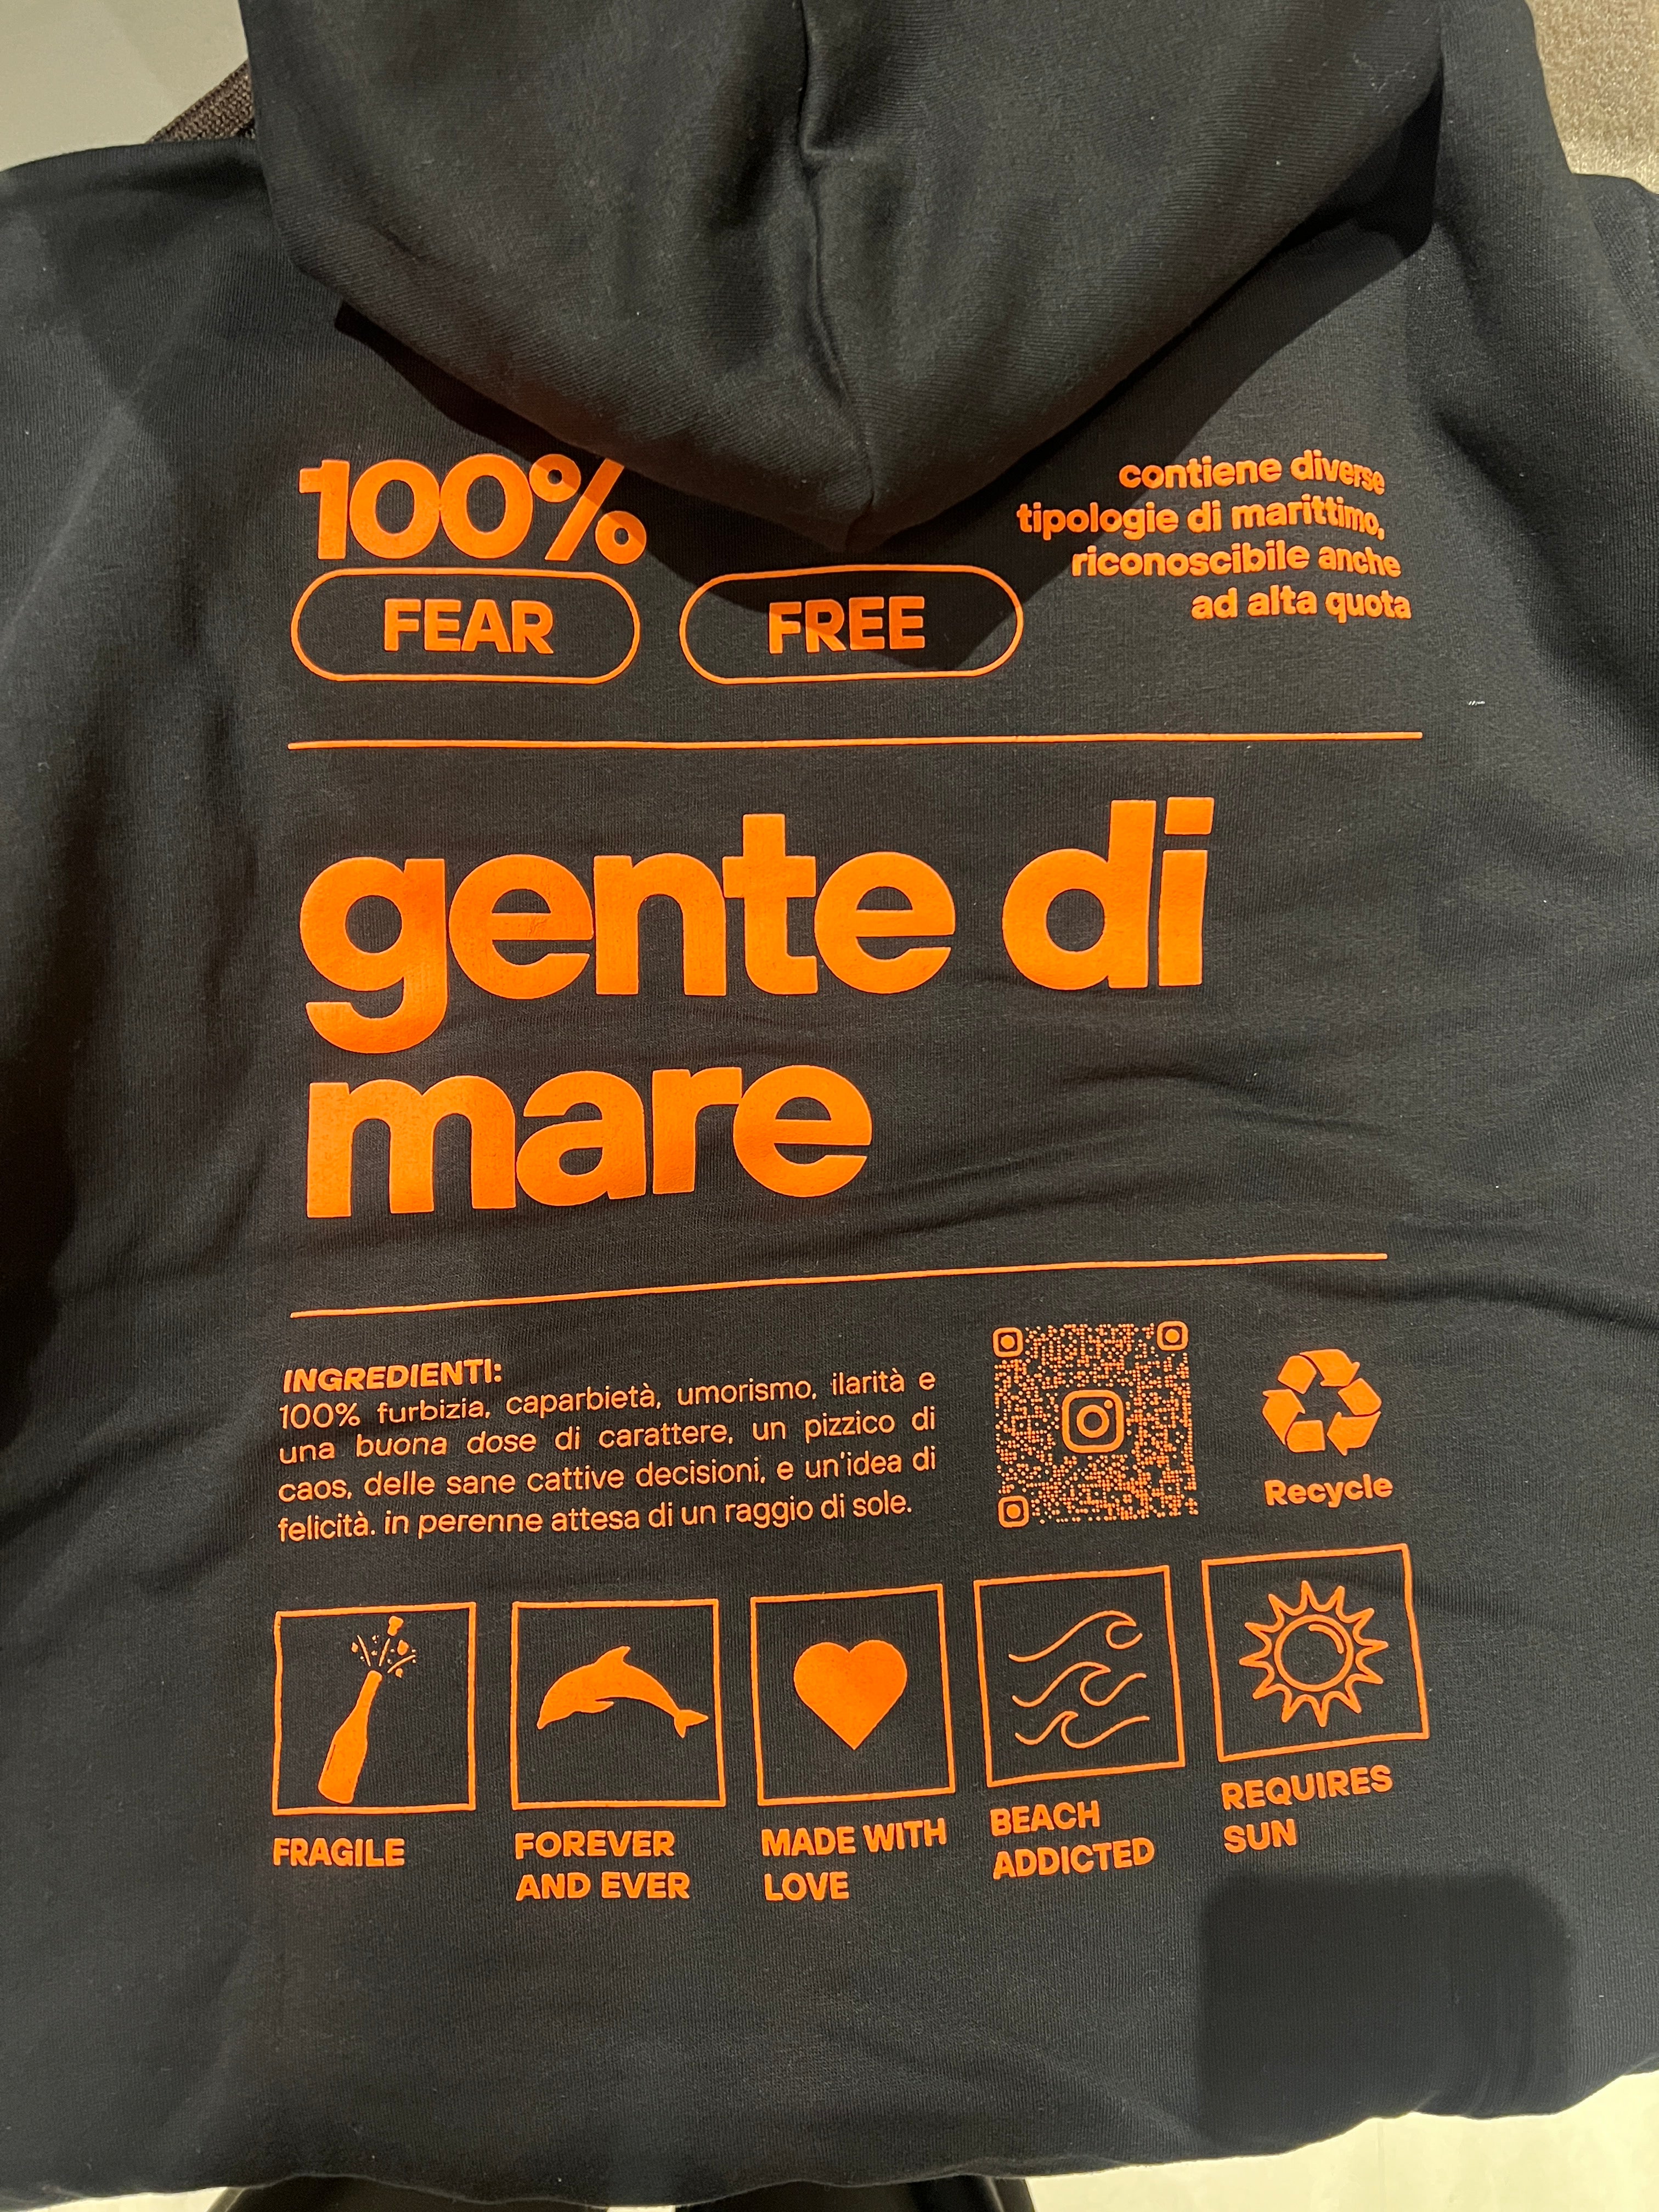 100%
FEAR FREE
contiene diverse
tipologie di marittimo,
riconoscibile anche
ad alta quota
gente di
mare
INGREDIENTI:
100% furbizia, caparbietà, umorismo, ilarità e
una buona dose di carattere, un pizzico di
caos, delle sane cattive decisioni, e un'idea di
felicità. in perenne attesa di un raggio di sole.
Recycle
FRAGILE
FOREVER
AND EVER
MADE WITH
LOVE
BEACH
ADDICTED
REQUIRES
SUN